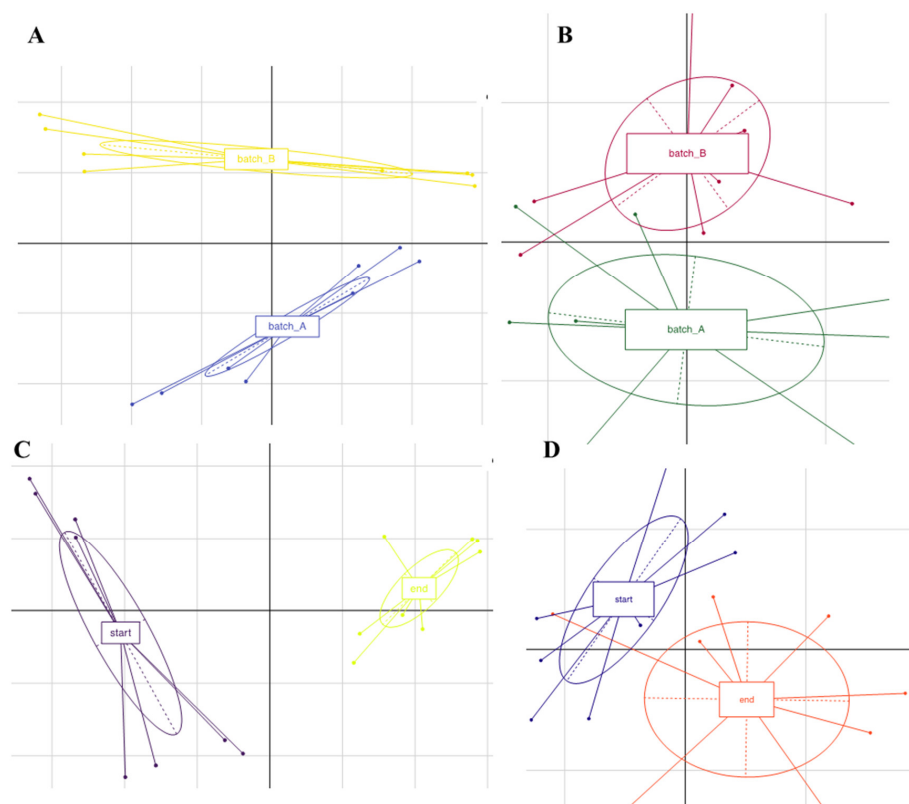 A
batch_B
batch_A
B
batch_B
batch_A
C
start
end
D
start
end